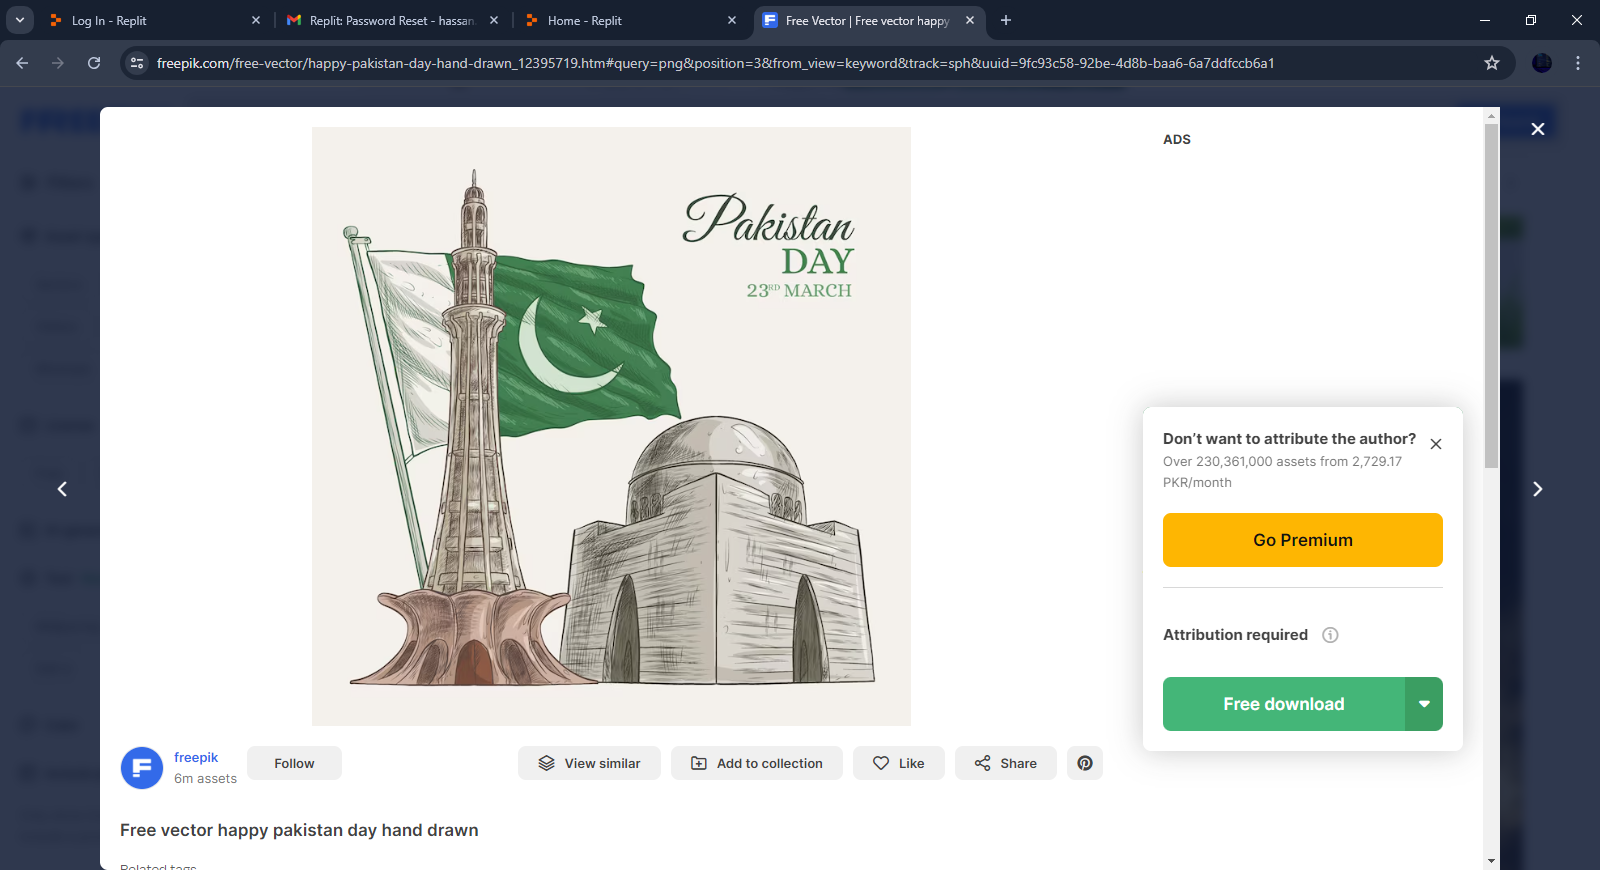 Log In - Replit
Replit: Password Reset - hassan
Home - Replit
Free Vector | Free vector happy
freepik.com/free-vector/happy-pakistan-day-hand-drawn_12395719.htm#query=png&position=3&from_view=keyword&track=sph&uuid=9fc93c58-92be-4d8b-baa6-6a7ddfccb6a1
ADS
Pakistan
DAY
23RD MARCH
Don't want to attribute the author?
Over 230,361,000 assets from 2,729.17
PKR/month
Go Premium
Attribution required
Free download
freepik
6m assets
Follow
View similar
Add to collection
Like
Share
Free vector happy pakistan day hand drawn
Related tags